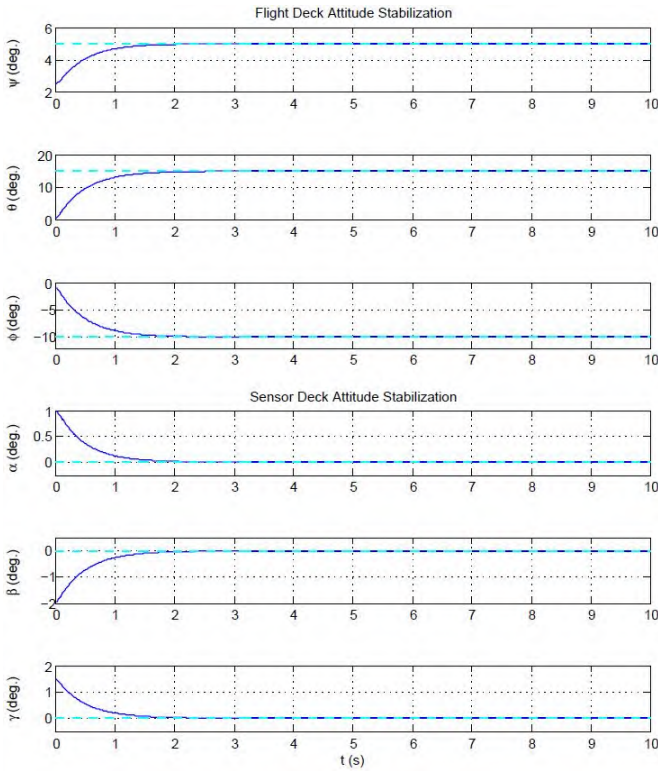 Flight Deck Attitude Stabilization
6
4
2
ψ (deg.)
0 1 2 3 4 5 6 7 8 9 10
20
10
0
θ (deg.)
0 1 2 3 4 5 6 7 8 9 10
0
−5
−10
ϕ (deg.)
0 1 2 3 4 5 6 7 8 9 10
Sensor Deck Attitude Stabilization
1
0.5
0
α (deg.)
0 1 2 3 4 5 6 7 8 9 10
0
−1
−2
β (deg.)
0 1 2 3 4 5 6 7 8 9 10
2
1
0
γ (deg.)
0 1 2 3 4 5 6 7 8 9 10
t (s)